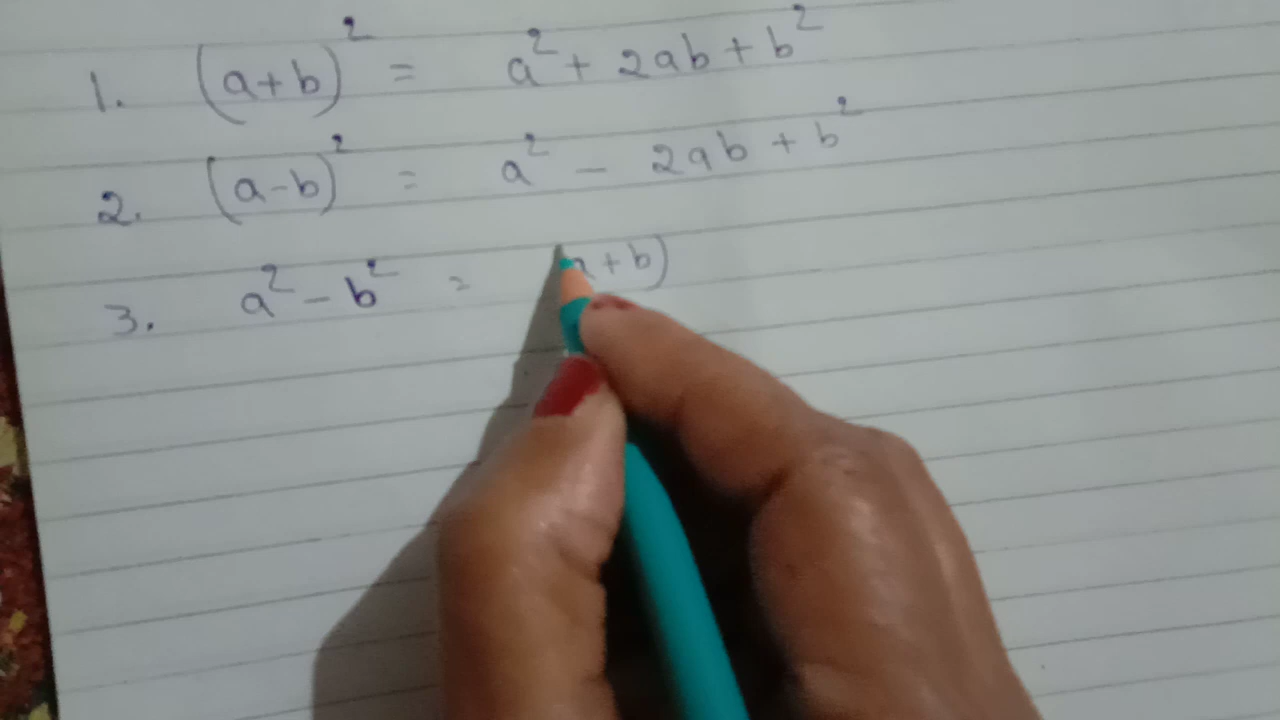 1. (a+b)² = a² + 2ab + b²
2. (a-b)² = a² - 2ab + b²
3. a² - b² = a + b)